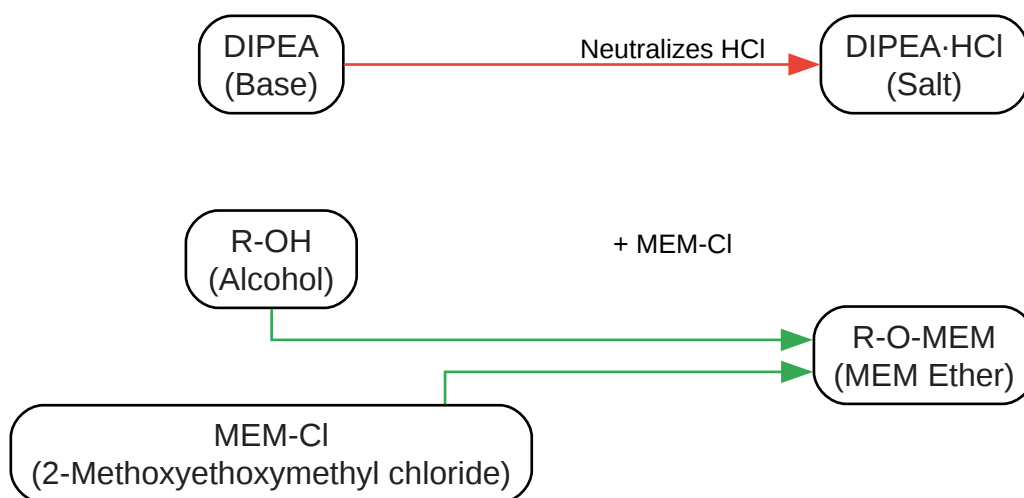 DIPEA
(Base)
Neutralizes HCl
DIPEA·HCl
(Salt)
R-OH
(Alcohol)
+ MEM-Cl
R-O-MEM
(MEM Ether)
MEM-Cl
(2-Methoxyethoxymethyl chloride)